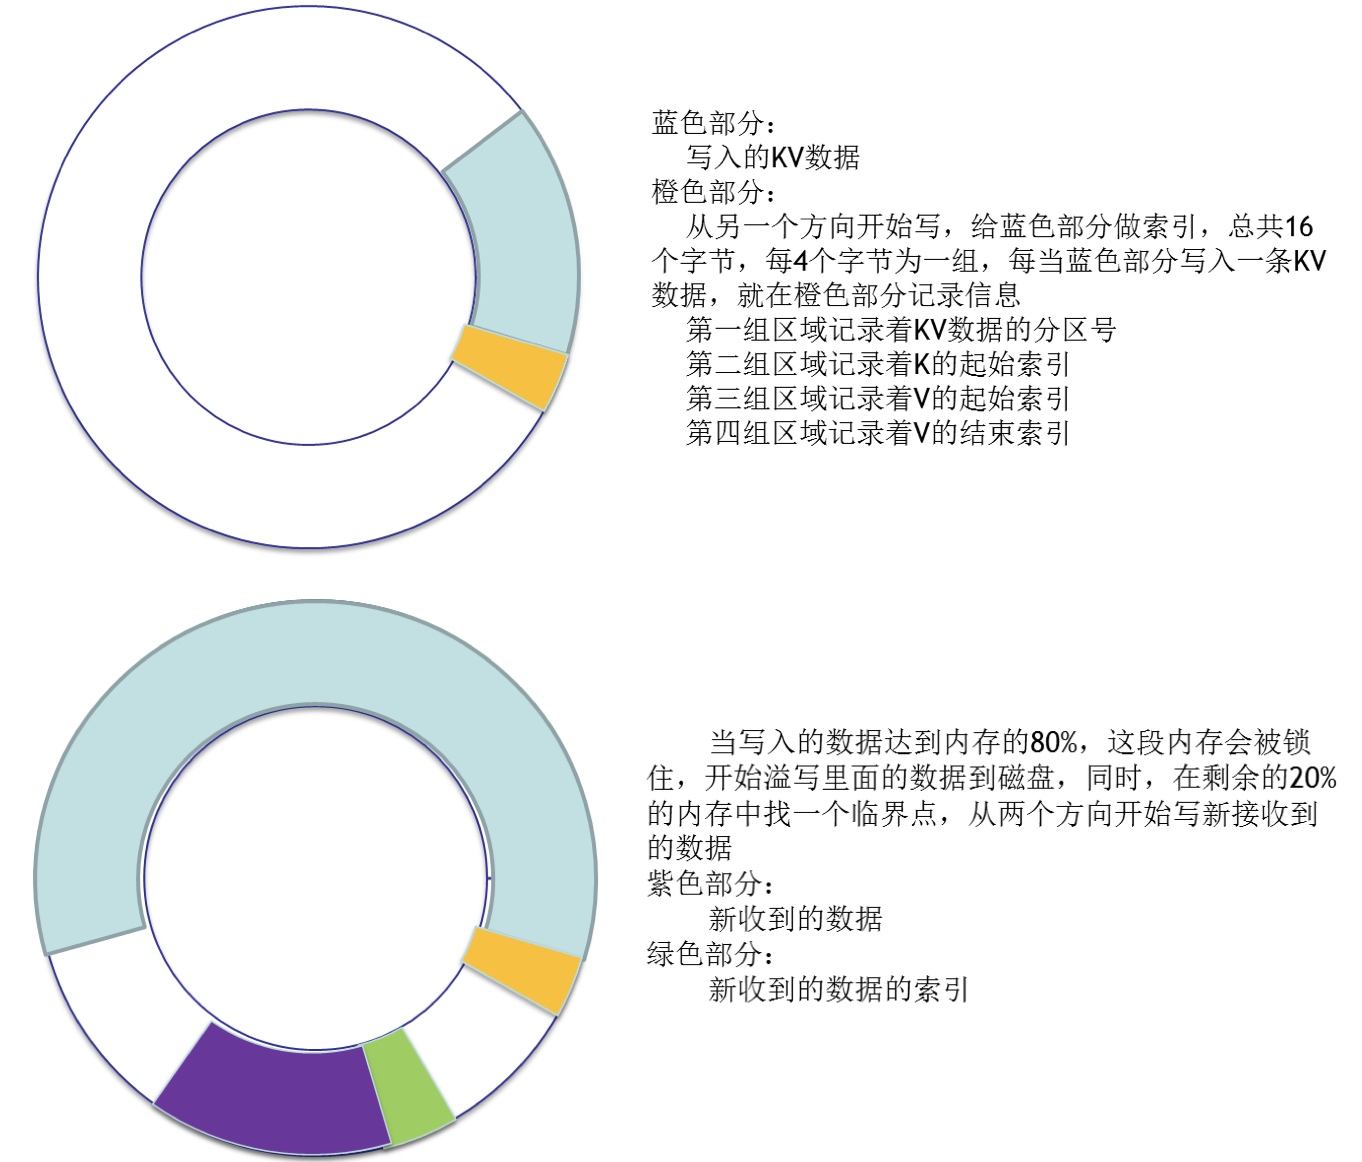 蓝色部分：
写入的KV数据
橙色部分：
从另一个方向开始写，给蓝色部分做索引，总共16
个字节，每4个字节为一组，每当蓝色部分写入一条KV
数据，就在橙色部分记录信息
第一组区域记录着KV数据的分区号
第二组区域记录着K的起始索引
第三组区域记录着V的起始索引
第四组区域记录着V的结束索引
当写入的数据达到内存的80%，这段内存会被锁
住，开始溢写里面的数据到磁盘，同时，在剩余的20%
的内存中找一个临界点，从两个方向开始写新接收到
的数据
紫色部分：
新收到的数据
绿色部分：
新收到的数据的索引